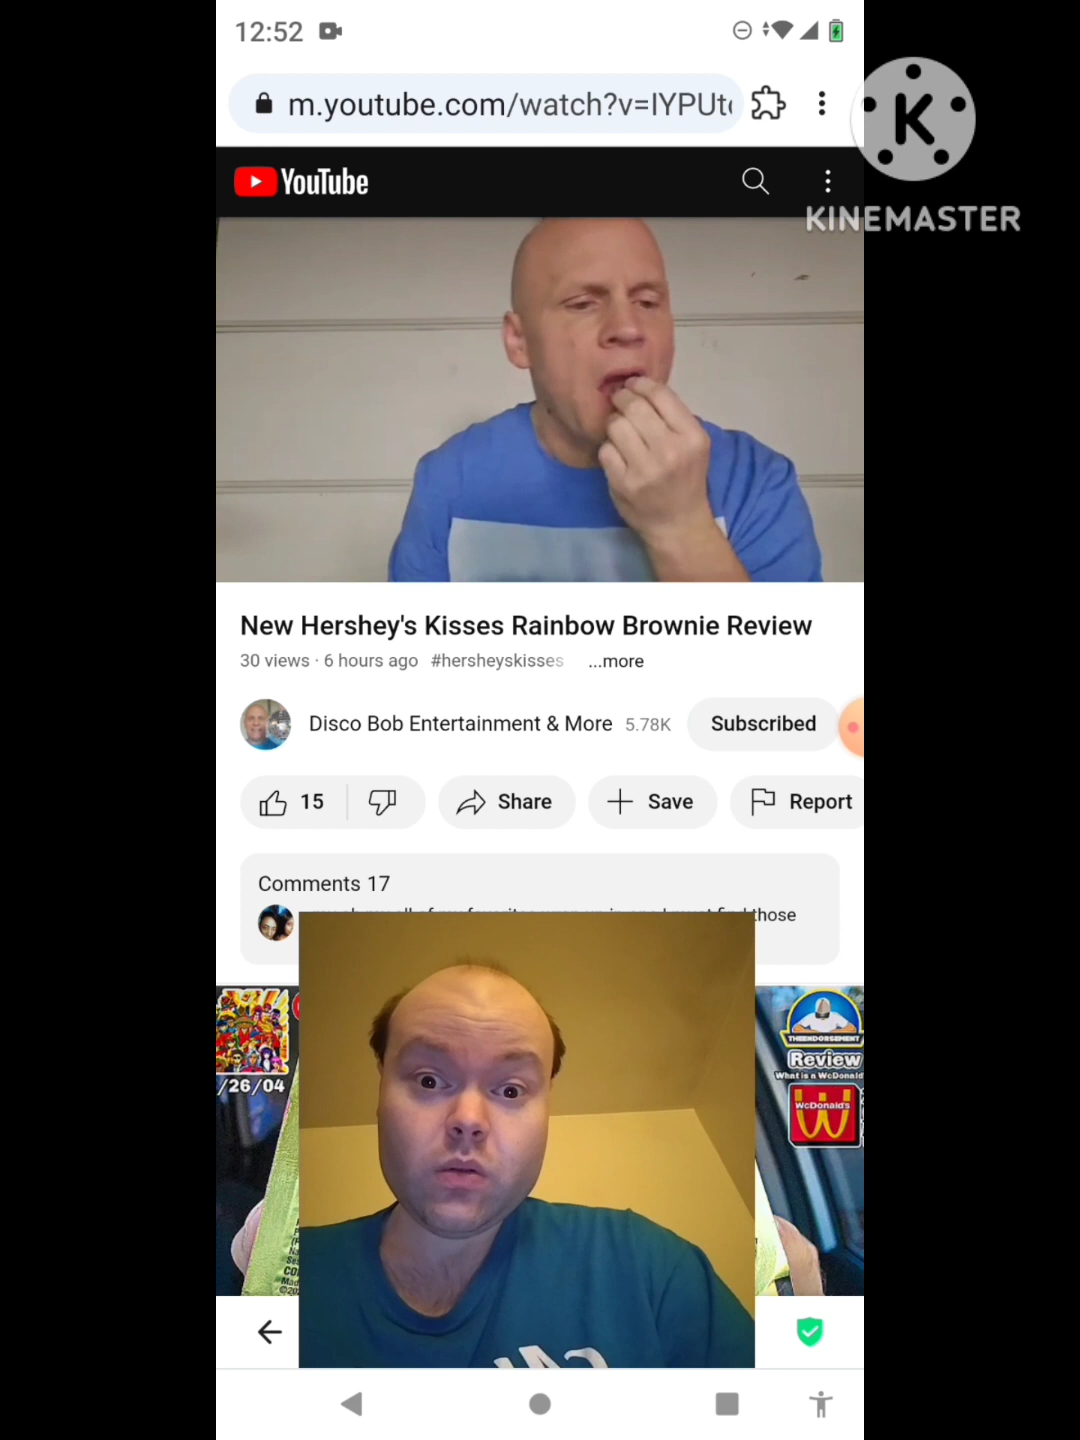 12:52
m.youtube.com/watch?v=IYPUt
K
KINEMASTER
YouTube
New Hershey's Kisses Rainbow Brownie Review
30 views · 6 hours ago #hersheyskisses ...more
Disco Bob Entertainment & More 5.78K Subscribed
15 Share Save Report
Comments 17
those
/26/04
THEENDORSEMENT
Review
What is a WcDonald
WcDonald's